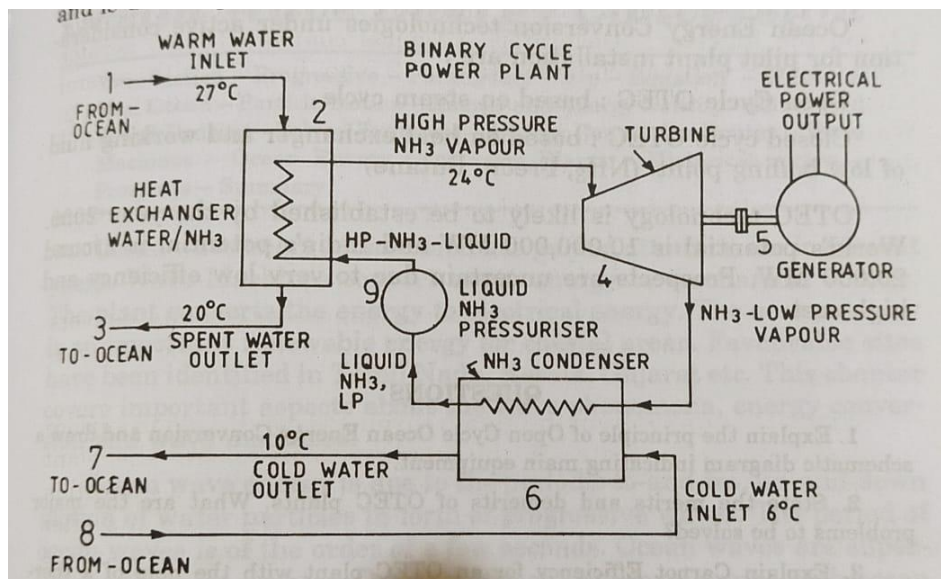 WARM WATER
INLET
27°C
1
FROM-
OCEAN
2
BINARY CYCLE
POWER PLANT
HIGH PRESSURE
NH3 VAPOUR
24°C
TURBINE
ELECTRICAL
POWER
OUTPUT
HEAT
EXCHANGER
WATER/NH3
HP-NH3-LIQUID
9
LIQUID
NH3
PRESSURISER
4
5
GENERATOR
NH3-LOW PRESSURE
VAPOUR
3
TO-OCEAN
20°C
SPENT WATER
OUTLET
LIQUID
NH3,
LP
NH3 CONDENSER
7
TO-OCEAN
10°C
COLD WATER
OUTLET
6
COLD WATER
INLET 6°C
8
FROM-OCEAN